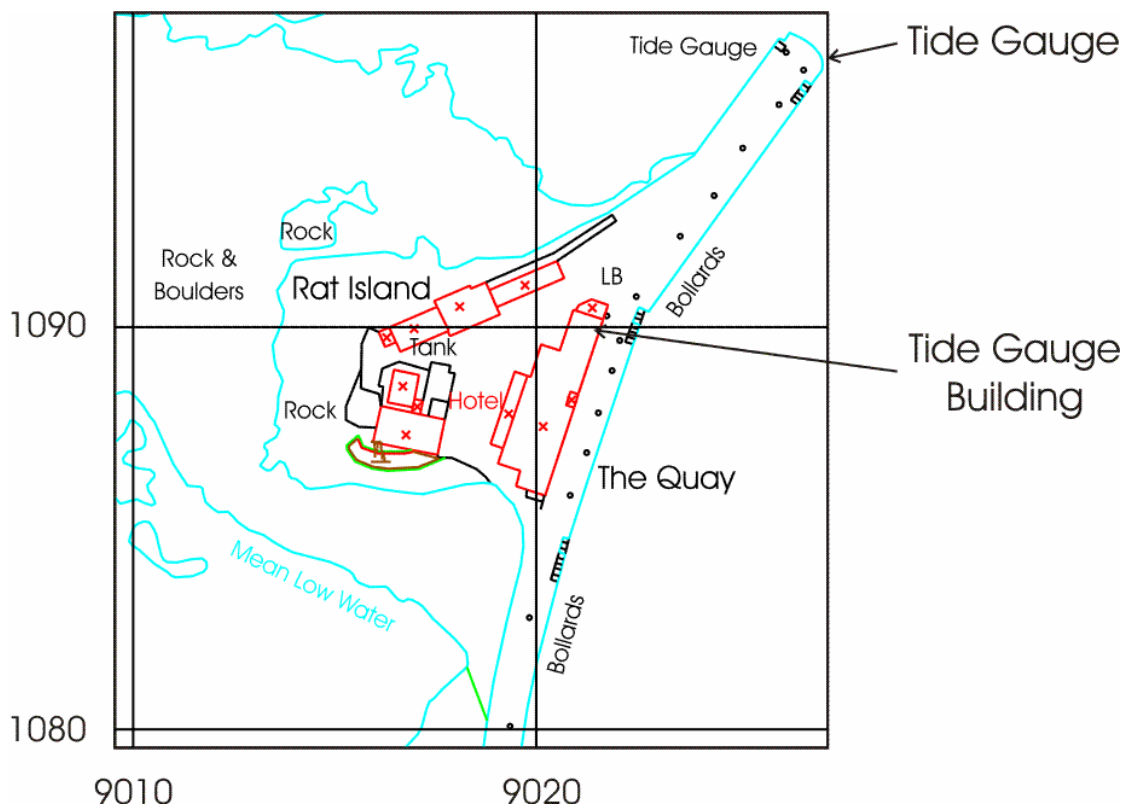 Tide Gauge
Tide Gauge
Rock
Rock &
Boulders
Rat Island
LB
Bollards
1090
Tank
Tide Gauge
Building
Hotel
Rock
The Quay
Mean Low Water
Bollards
1080
9010
9020